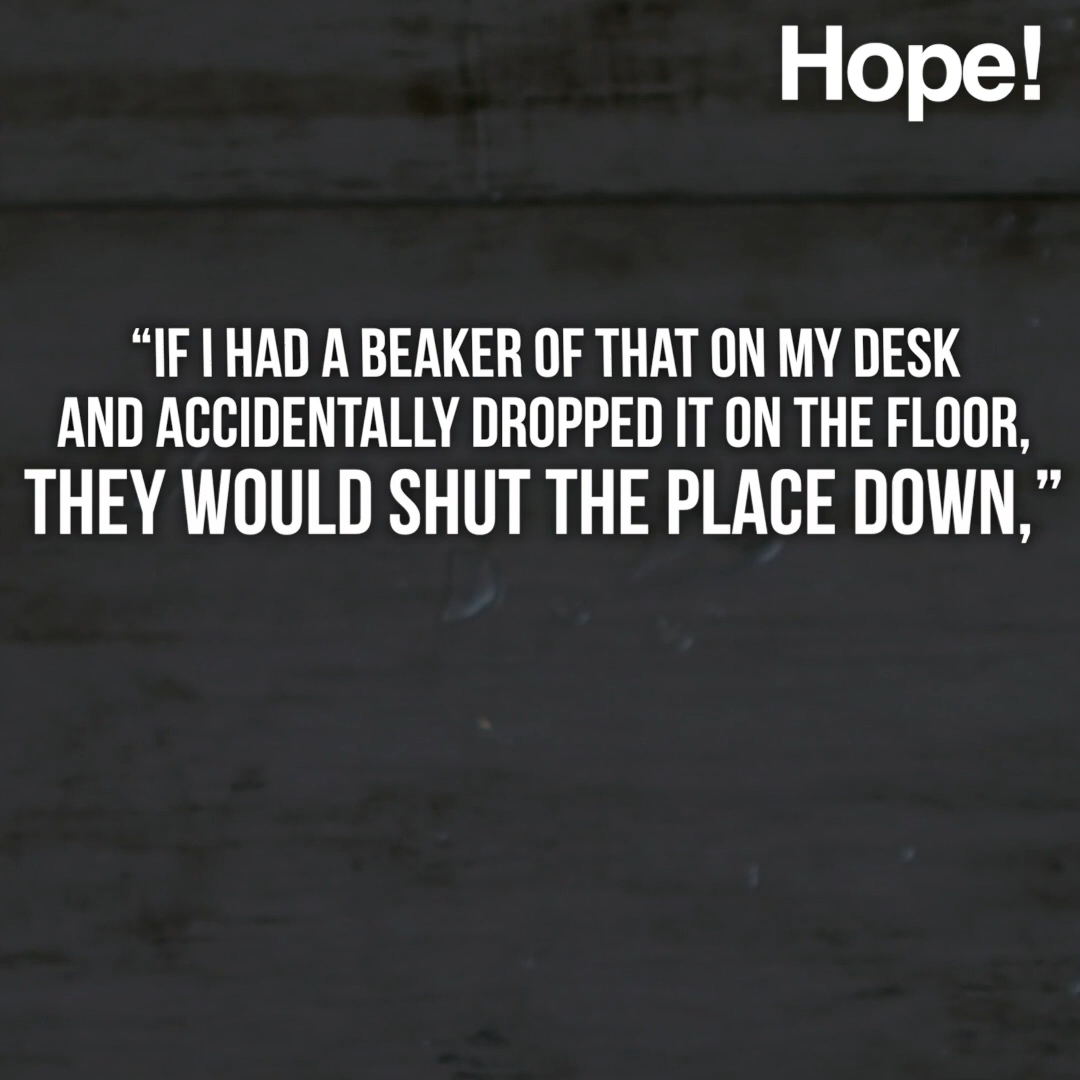 Hope!
“IF I HAD A BEAKER OF THAT ON MY DESK
AND ACCIDENTALLY DROPPED IT ON THE FLOOR,
THEY WOULD SHUT THE PLACE DOWN,”